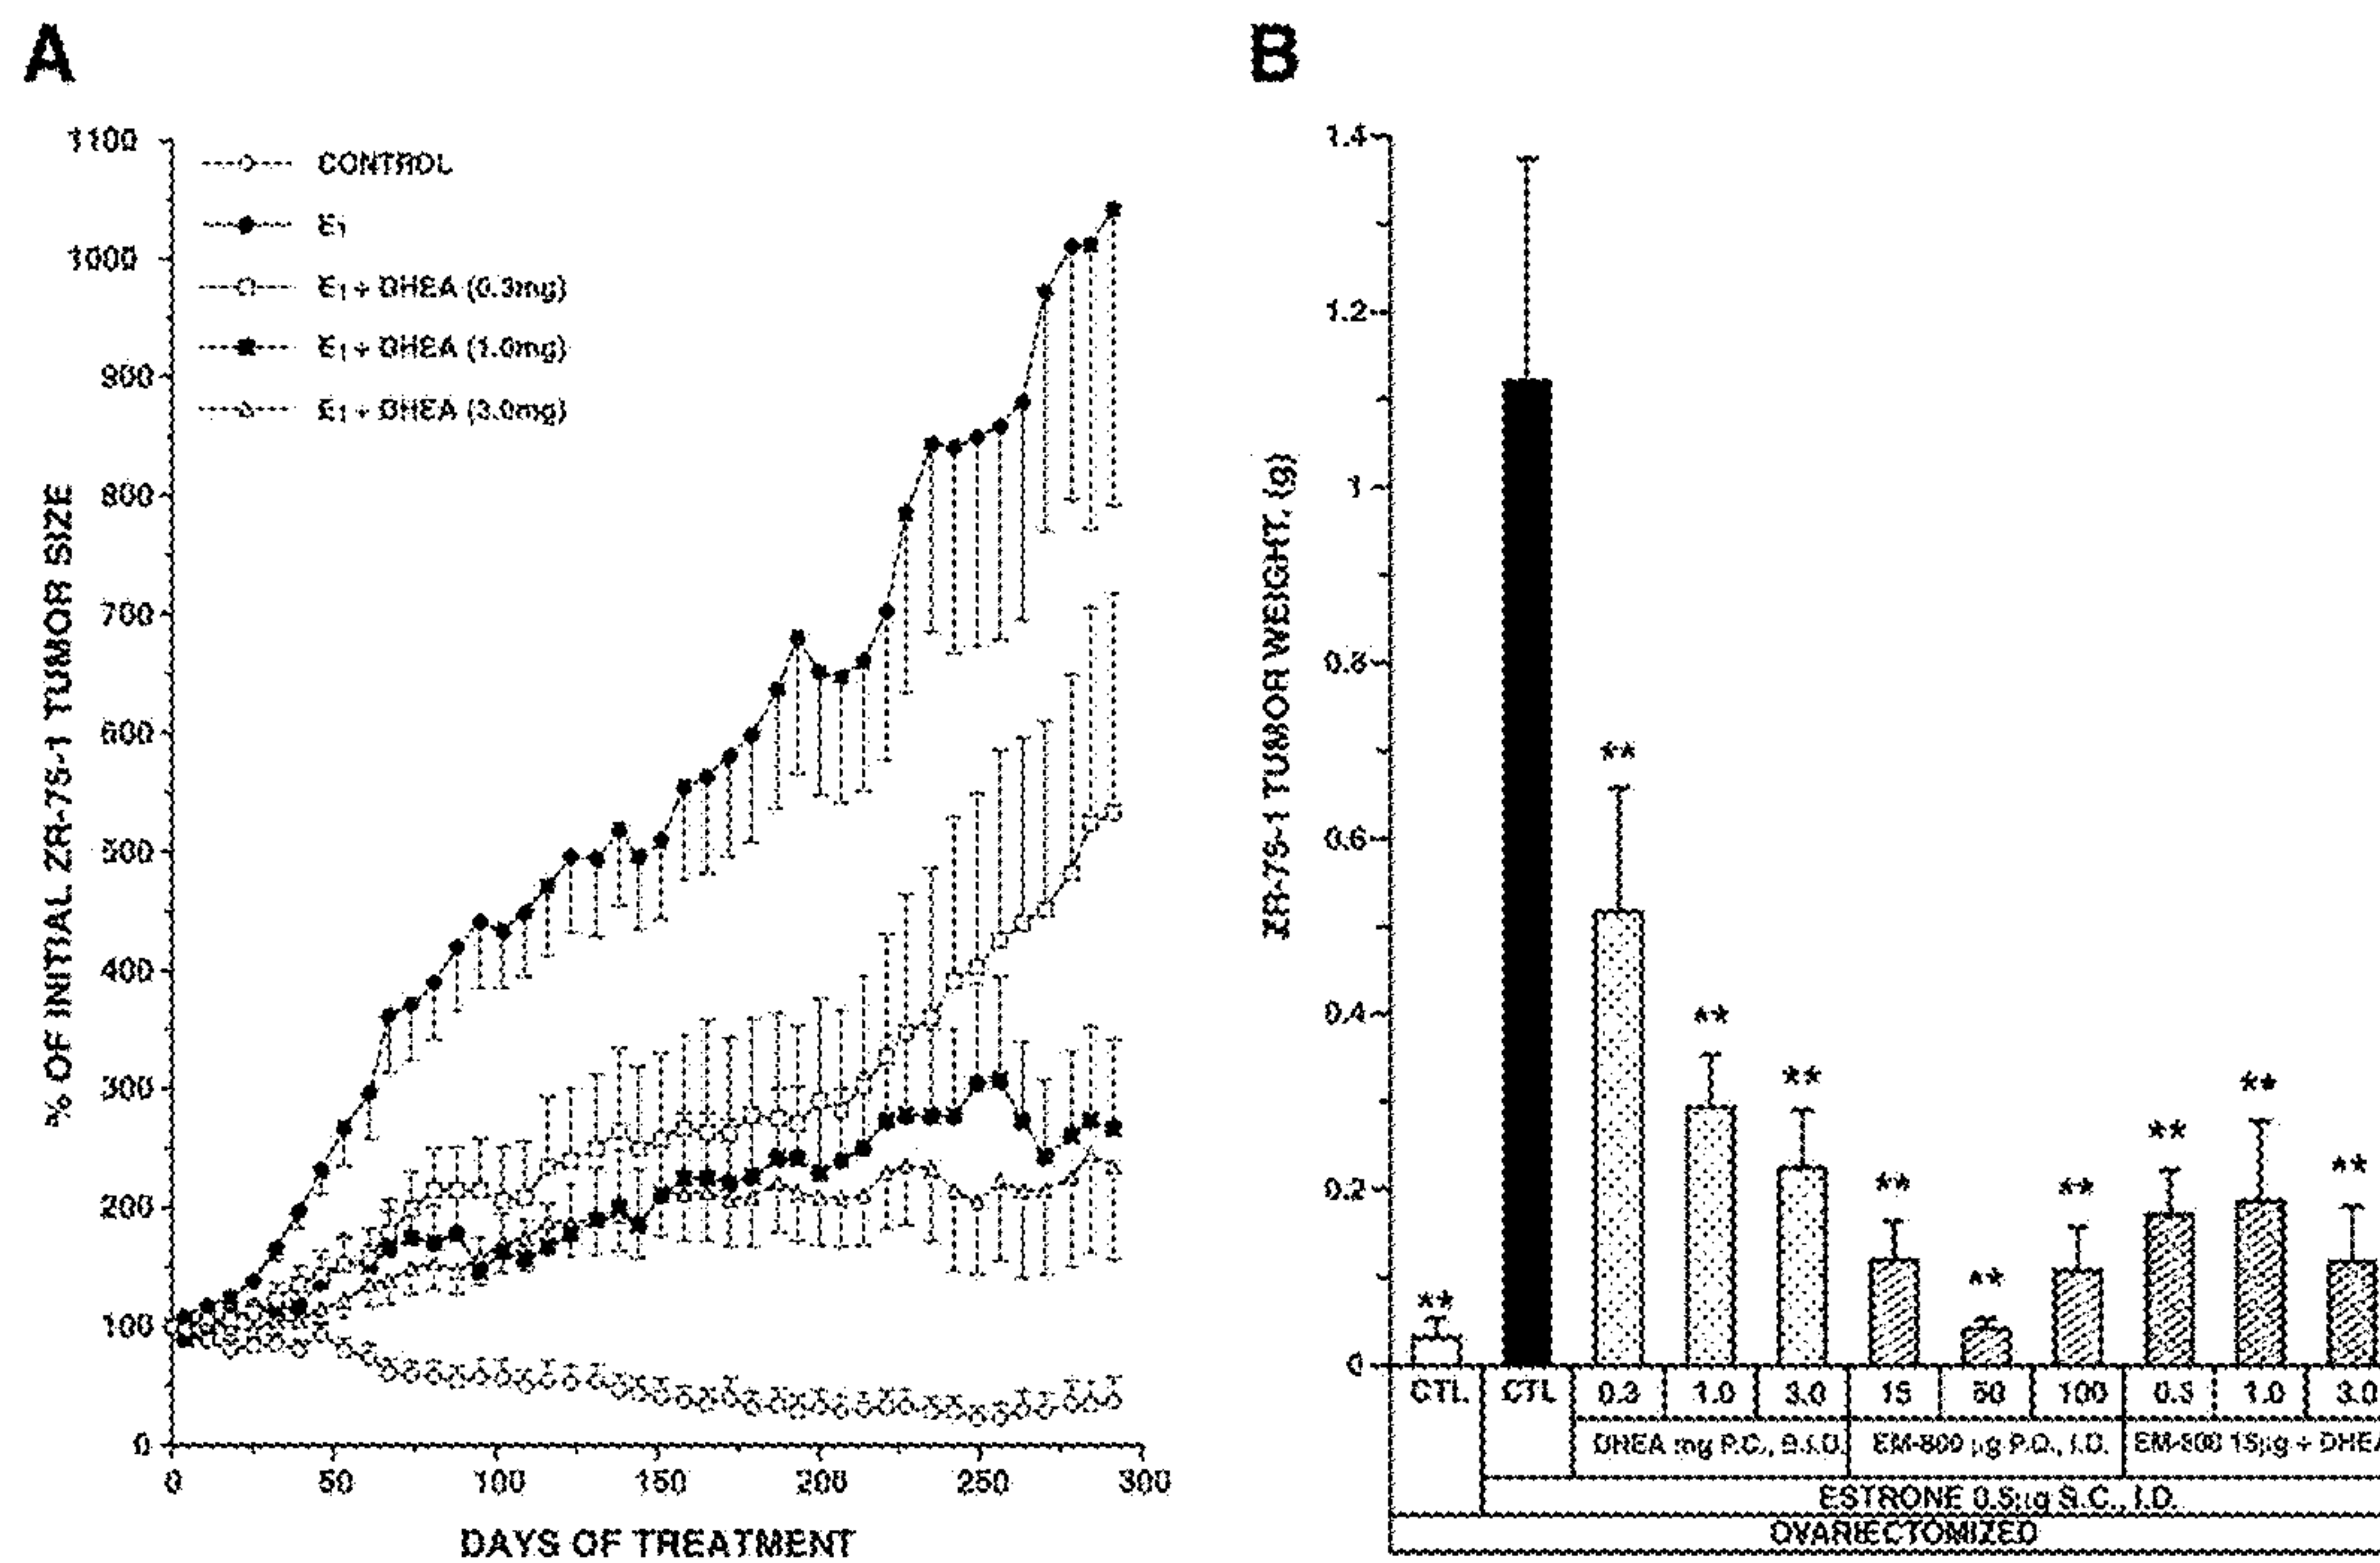 A
1100
1000
900
800
700
600
500
400
300
200
100
0
% OF INITIAL ZR-75-1 TUMOR SIZE
CONTROL
E1
E1 + DHEA (0.3mg)
E1 + DHEA (1.0mg)
E1 + DHEA (3.0mg)
0 50 100 150 200 250 300
DAYS OF TREATMENT
B
1.4
1.2
1
0.8
0.6
0.4
0.2
0
ZR-75-1 TUMOR WEIGHT, (g)
** ** ** ** ** ** ** ** ** **
CTL CTL 0.3 1.0 3.0 15 50 100 0.3 1.0 3.0
DHEA mg P.C., B.I.D. EM-800 µg P.O., I.D. EM-800 15µg + DHEA
ESTRONE 0.5µg S.C., I.D.
OVARIECTOMIZED